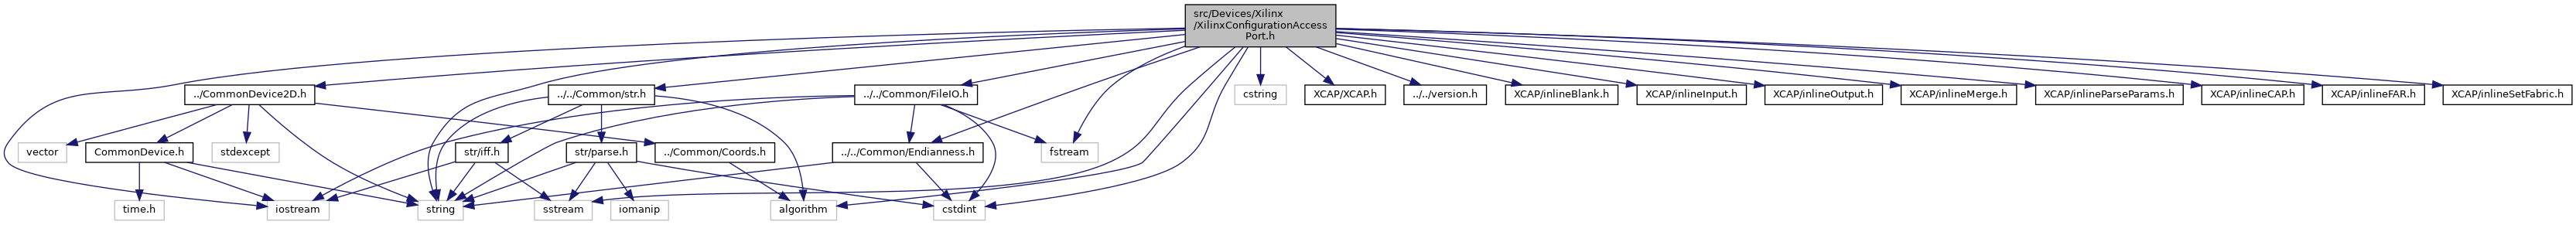 src/Devices/Xilinx
/XilinxConfigurationAccess
Port.h
../CommonDevice2D.h
../../Common/str.h
../../Common/FileIO.h
cstring
XCAP/XCAP.h
../../version.h
XCAP/inlineBlank.h
XCAP/inlineInput.h
XCAP/inlineOutput.h
XCAP/inlineMerge.h
XCAP/inlineParseParams.h
XCAP/inlineCAP.h
XCAP/inlineFAR.h
XCAP/inlineSetFabric.h
vector
CommonDevice.h
stdexcept
str/iff.h
str/parse.h
../Common/Coords.h
../../Common/Endianness.h
fstream
time.h
iostream
string
sstream
iomanip
algorithm
cstdint